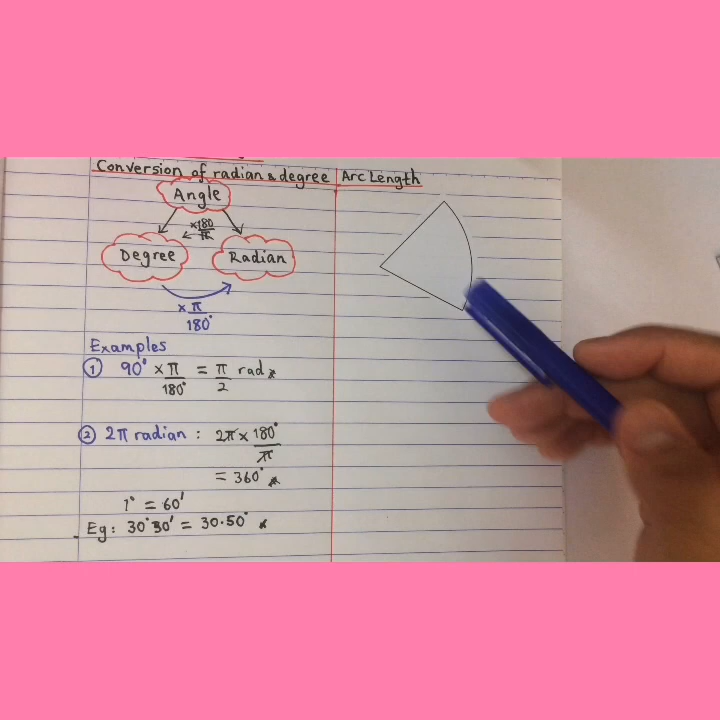 Conversion of radian & degree
Angle
×180/π
Degree
Radian
× π/180°
Examples
① 90° × π/180° = π/2 rad
② 2π radian : 2π × 180°/π
= 360°
1° = 60'
Eg: 30°30' = 30.50°
Arc Length